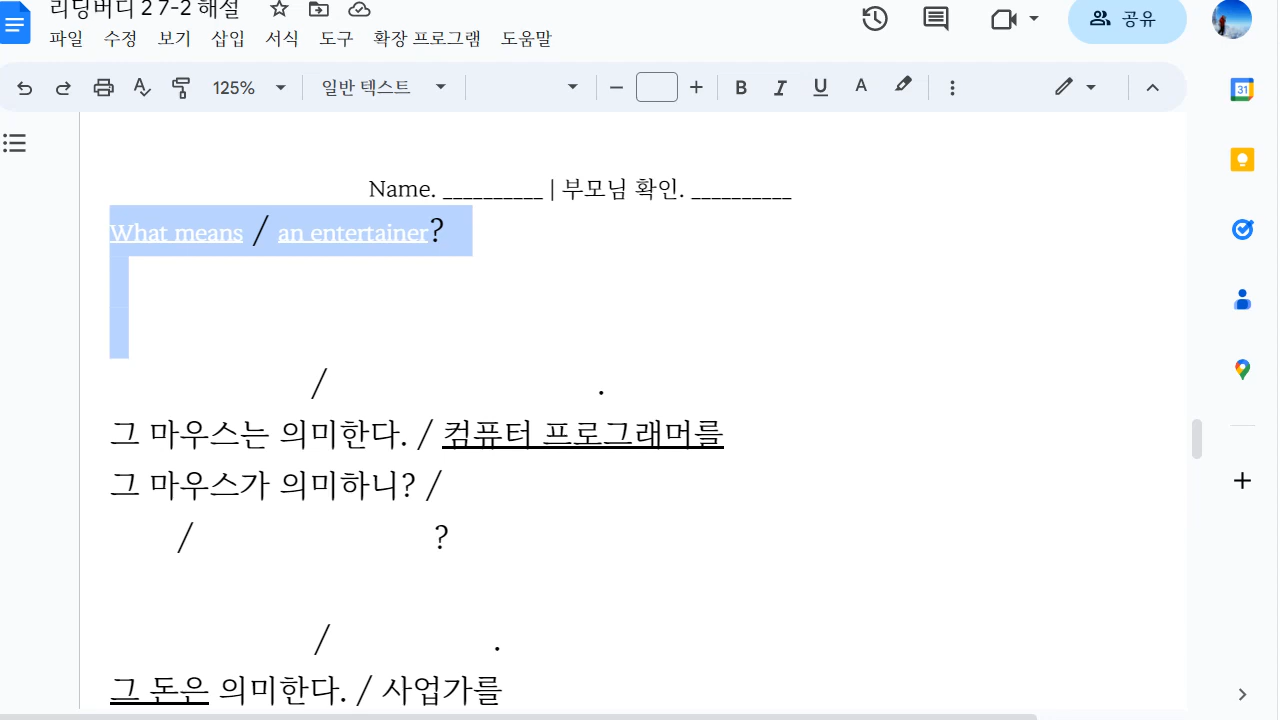 리딩버디 2 7-2 해설
파일 수정 보기 삽입 서식 도구 확장 프로그램 도움말
공유
125% 일반 텍스트 B I U A
31
Name. __________ | 부모님 확인. __________
What means / an entertainer?
/ .
그 마우스는 의미한다. / 컴퓨터 프로그래머를
그 마우스가 의미하니? /
/ ?
/ .
그 돈은 의미한다. / 사업가를